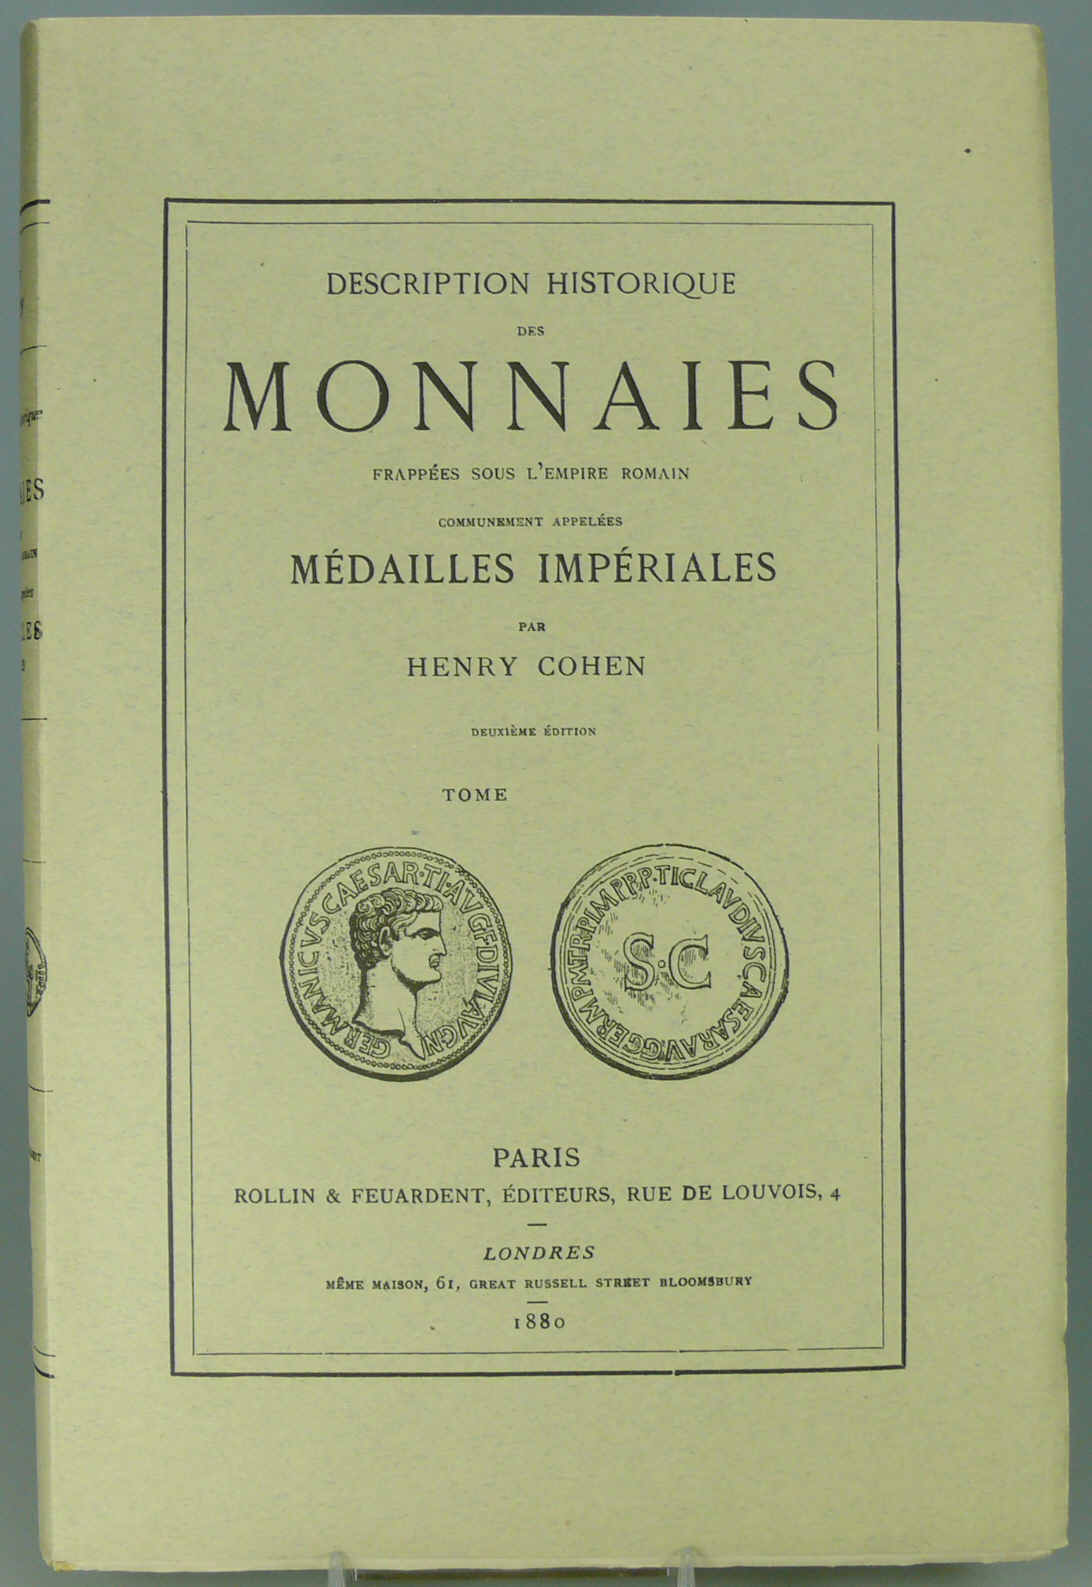 DESCRIPTION HISTORIQUE
DES
MONNAIES
FRAPPÉES SOUS L'EMPIRE ROMAIN
COMMUNEMENT APPELÉES
MÉDAILLES IMPÉRIALES
PAR
HENRY COHEN
DEUXIÈME ÉDITION
TOME
GERMANICVS CAESAR·TI·AVG F DIVI AVG N
TI CLAVDIVS CAESAR AVG GERM P M TR P IMP P P
S·C
PARIS
ROLLIN & FEUARDENT, ÉDITEURS, RUE DE LOUVOIS, 4
LONDRES
MÊME MAISON, 61, GREAT RUSSELL STREET BLOOMSBURY
1880